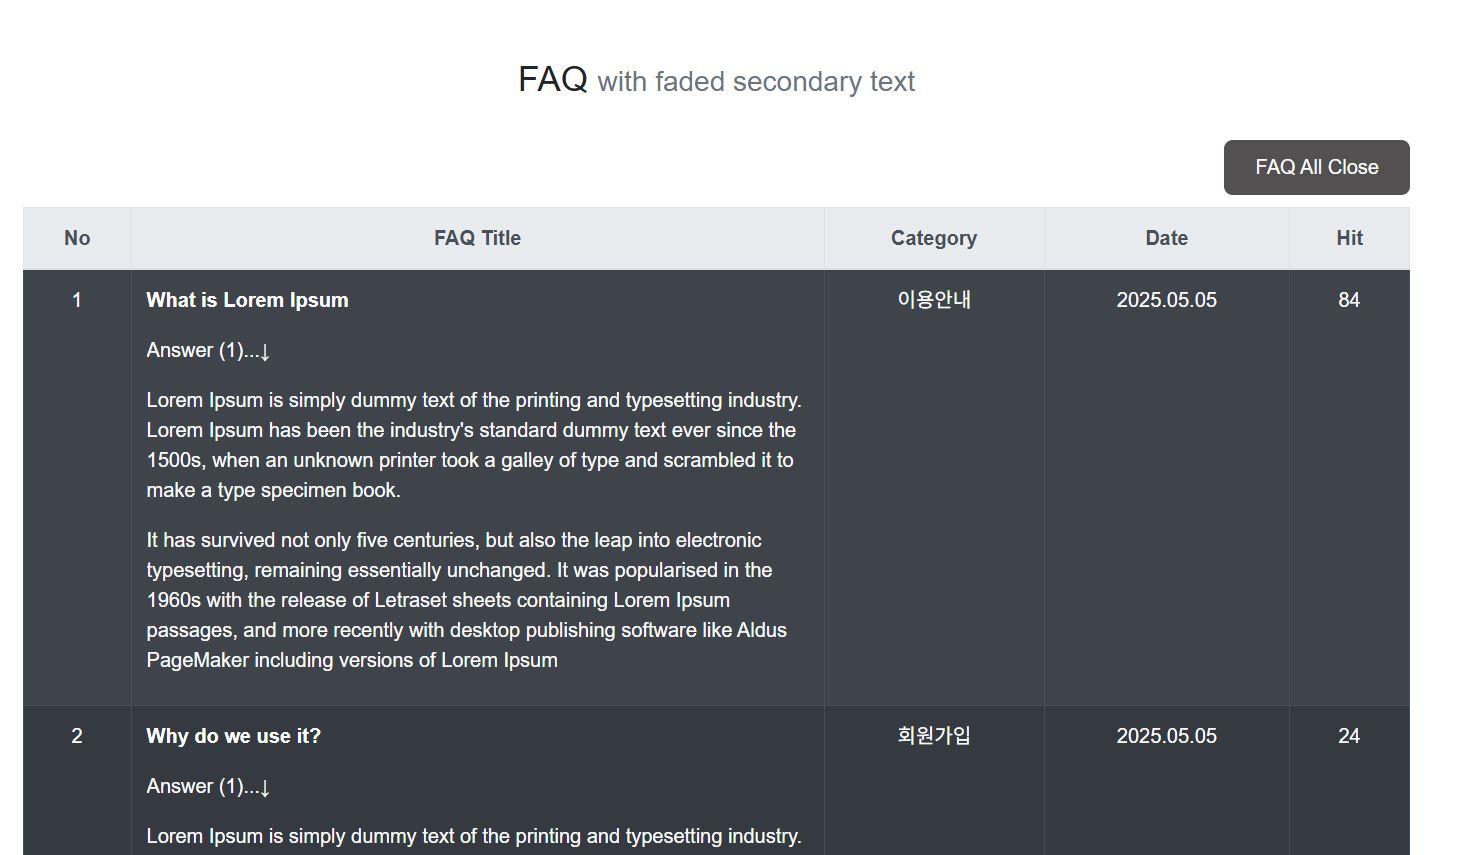 FAQ with faded secondary text
FAQ All Close
No FAQ Title Category Date Hit
1 What is Lorem Ipsum 이용안내 2025.05.05 84
Answer (1)...↓
Lorem Ipsum is simply dummy text of the printing and typesetting industry.
Lorem Ipsum has been the industry's standard dummy text ever since the
1500s, when an unknown printer took a galley of type and scrambled it to
make a type specimen book.
It has survived not only five centuries, but also the leap into electronic
typesetting, remaining essentially unchanged. It was popularised in the
1960s with the release of Letraset sheets containing Lorem Ipsum
passages, and more recently with desktop publishing software like Aldus
PageMaker including versions of Lorem Ipsum
2 Why do we use it? 회원가입 2025.05.05 24
Answer (1)...↓
Lorem Ipsum is simply dummy text of the printing and typesetting industry.